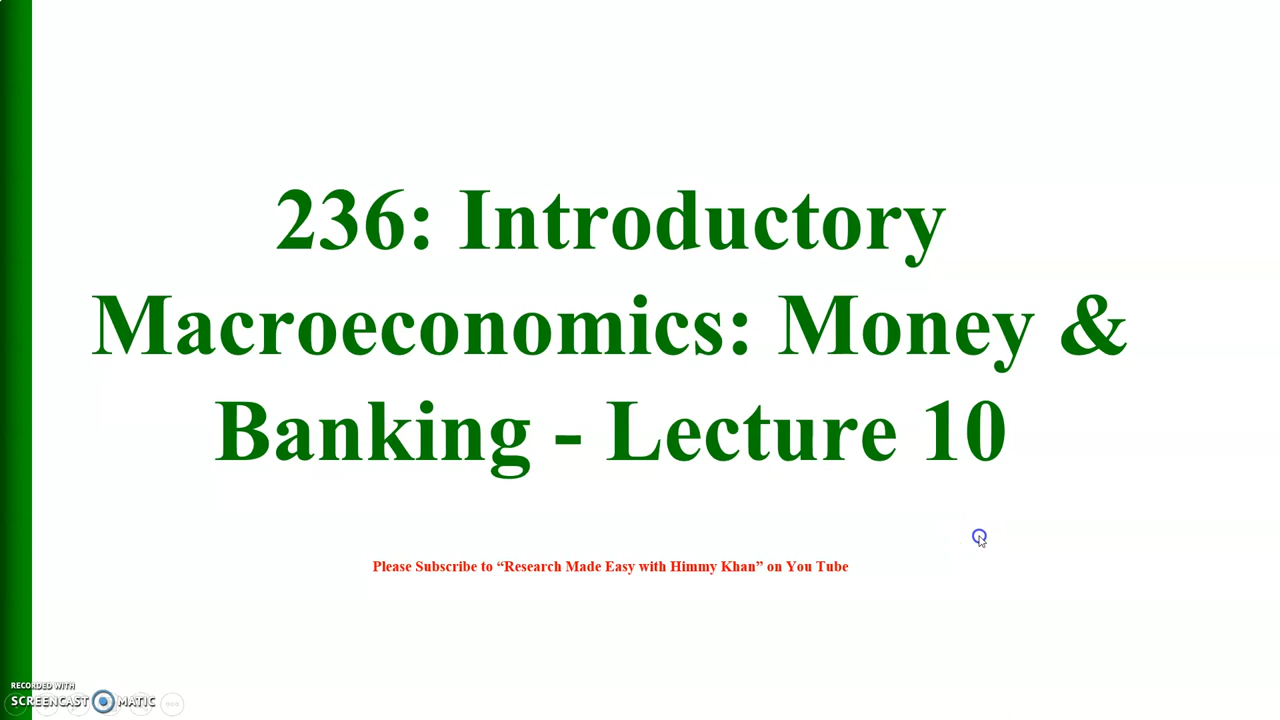 236: Introductory
Macroeconomics: Money &
Banking - Lecture 10
Please Subscribe to “Research Made Easy with Himmy Khan” on You Tube
RECORDED WITH
SCREENCAST MATIC